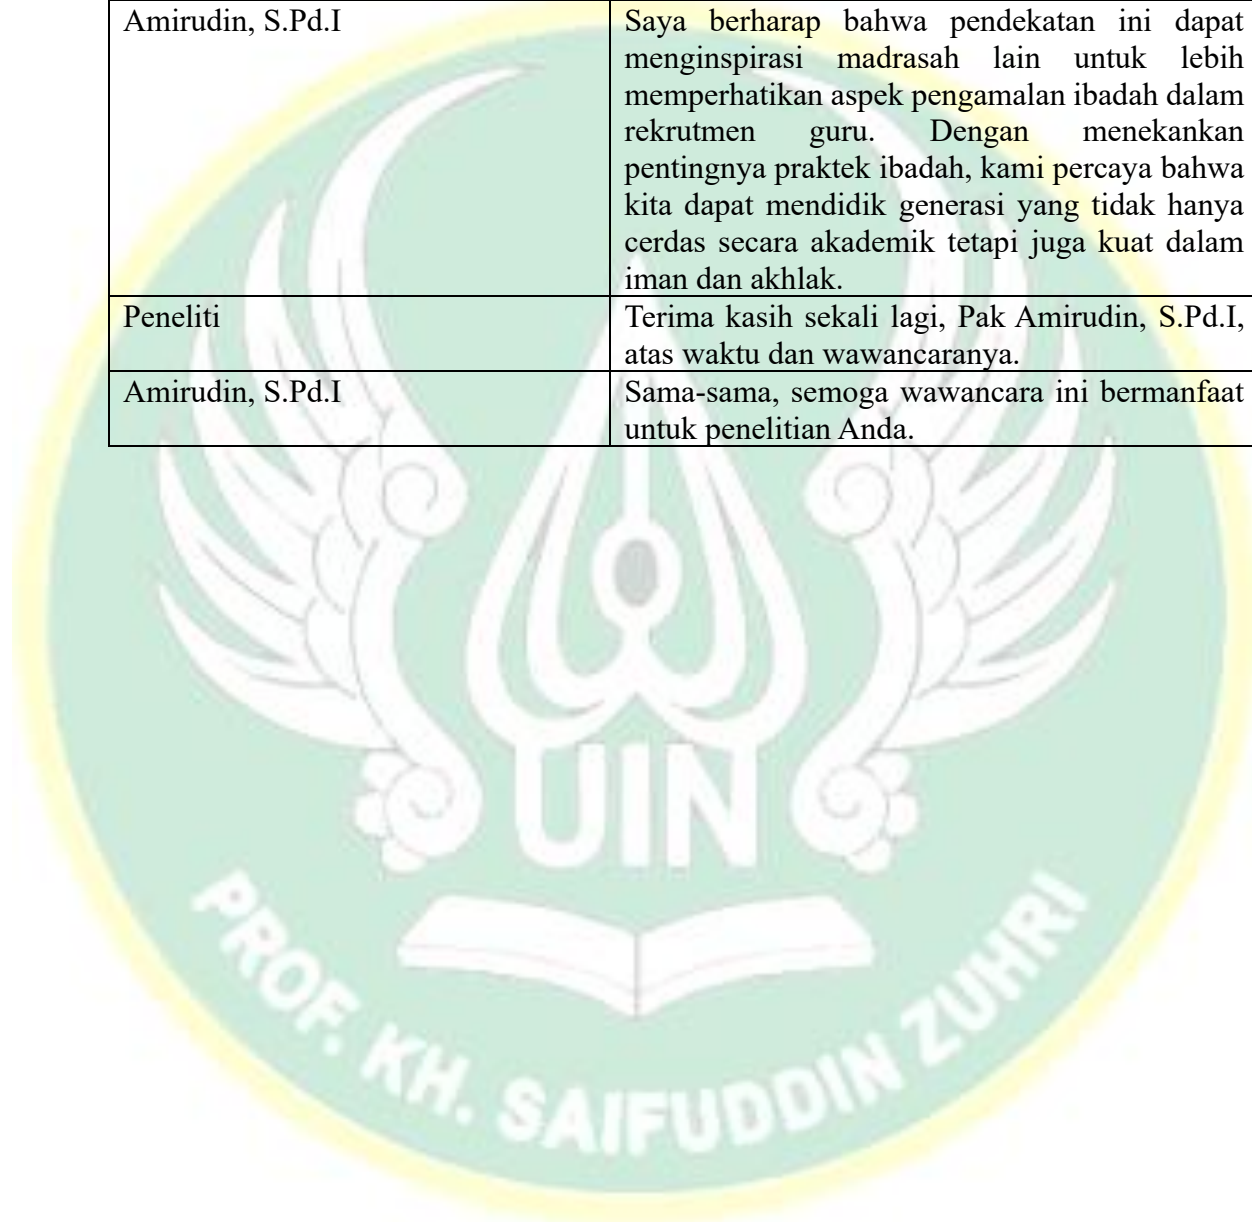 Amirudin, S.Pd.I
Saya berharap bahwa pendekatan ini dapat
menginspirasi madrasah lain untuk lebih
memperhatikan aspek pengamalan ibadah dalam
rekrutmen guru. Dengan menekankan
pentingnya praktek ibadah, kami percaya bahwa
kita dapat mendidik generasi yang tidak hanya
cerdas secara akademik tetapi juga kuat dalam
iman dan akhlak.
Peneliti
Terima kasih sekali lagi, Pak Amirudin, S.Pd.I,
atas waktu dan wawancaranya.
Amirudin, S.Pd.I
Sama-sama, semoga wawancara ini bermanfaat
untuk penelitian Anda.
UIN
PROF. KH. SAIFUDDIN ZUHRI